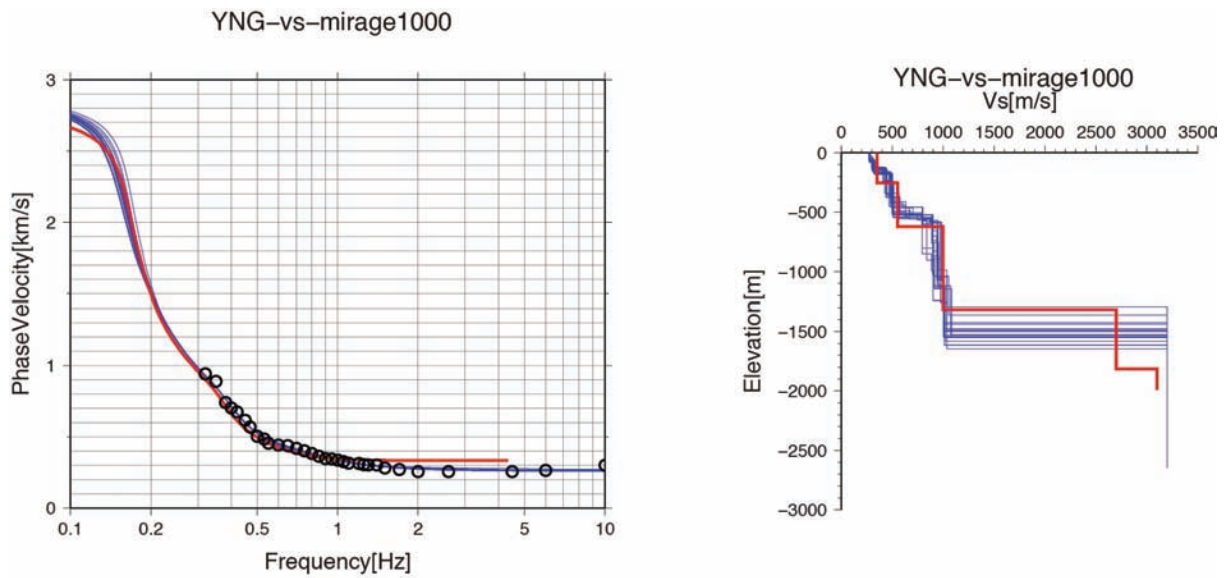 YNG-vs-mirage1000
3
2
1
0
PhaseVelocity[km/s]
0.1 0.2 0.5 1 2 5 10
Frequency[Hz]
YNG-vs-mirage1000
Vs[m/s]
0 500 1000 1500 2000 2500 3000 3500
0
-500
-1000
-1500
-2000
-2500
-3000
Elevation[m]